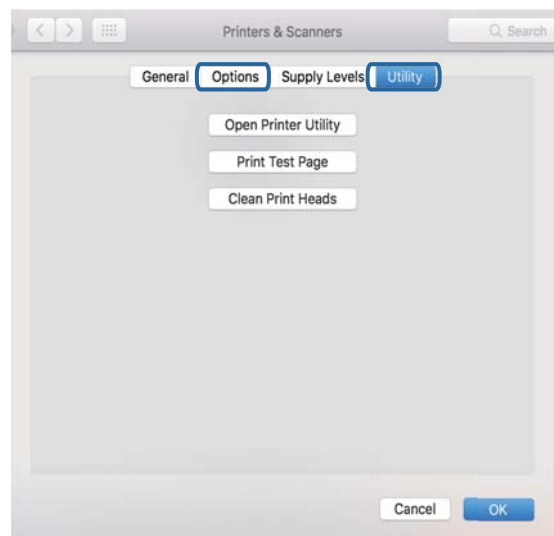 Printers & Scanners Search
General Options Supply Levels Utility
Open Printer Utility
Print Test Page
Clean Print Heads
Cancel OK